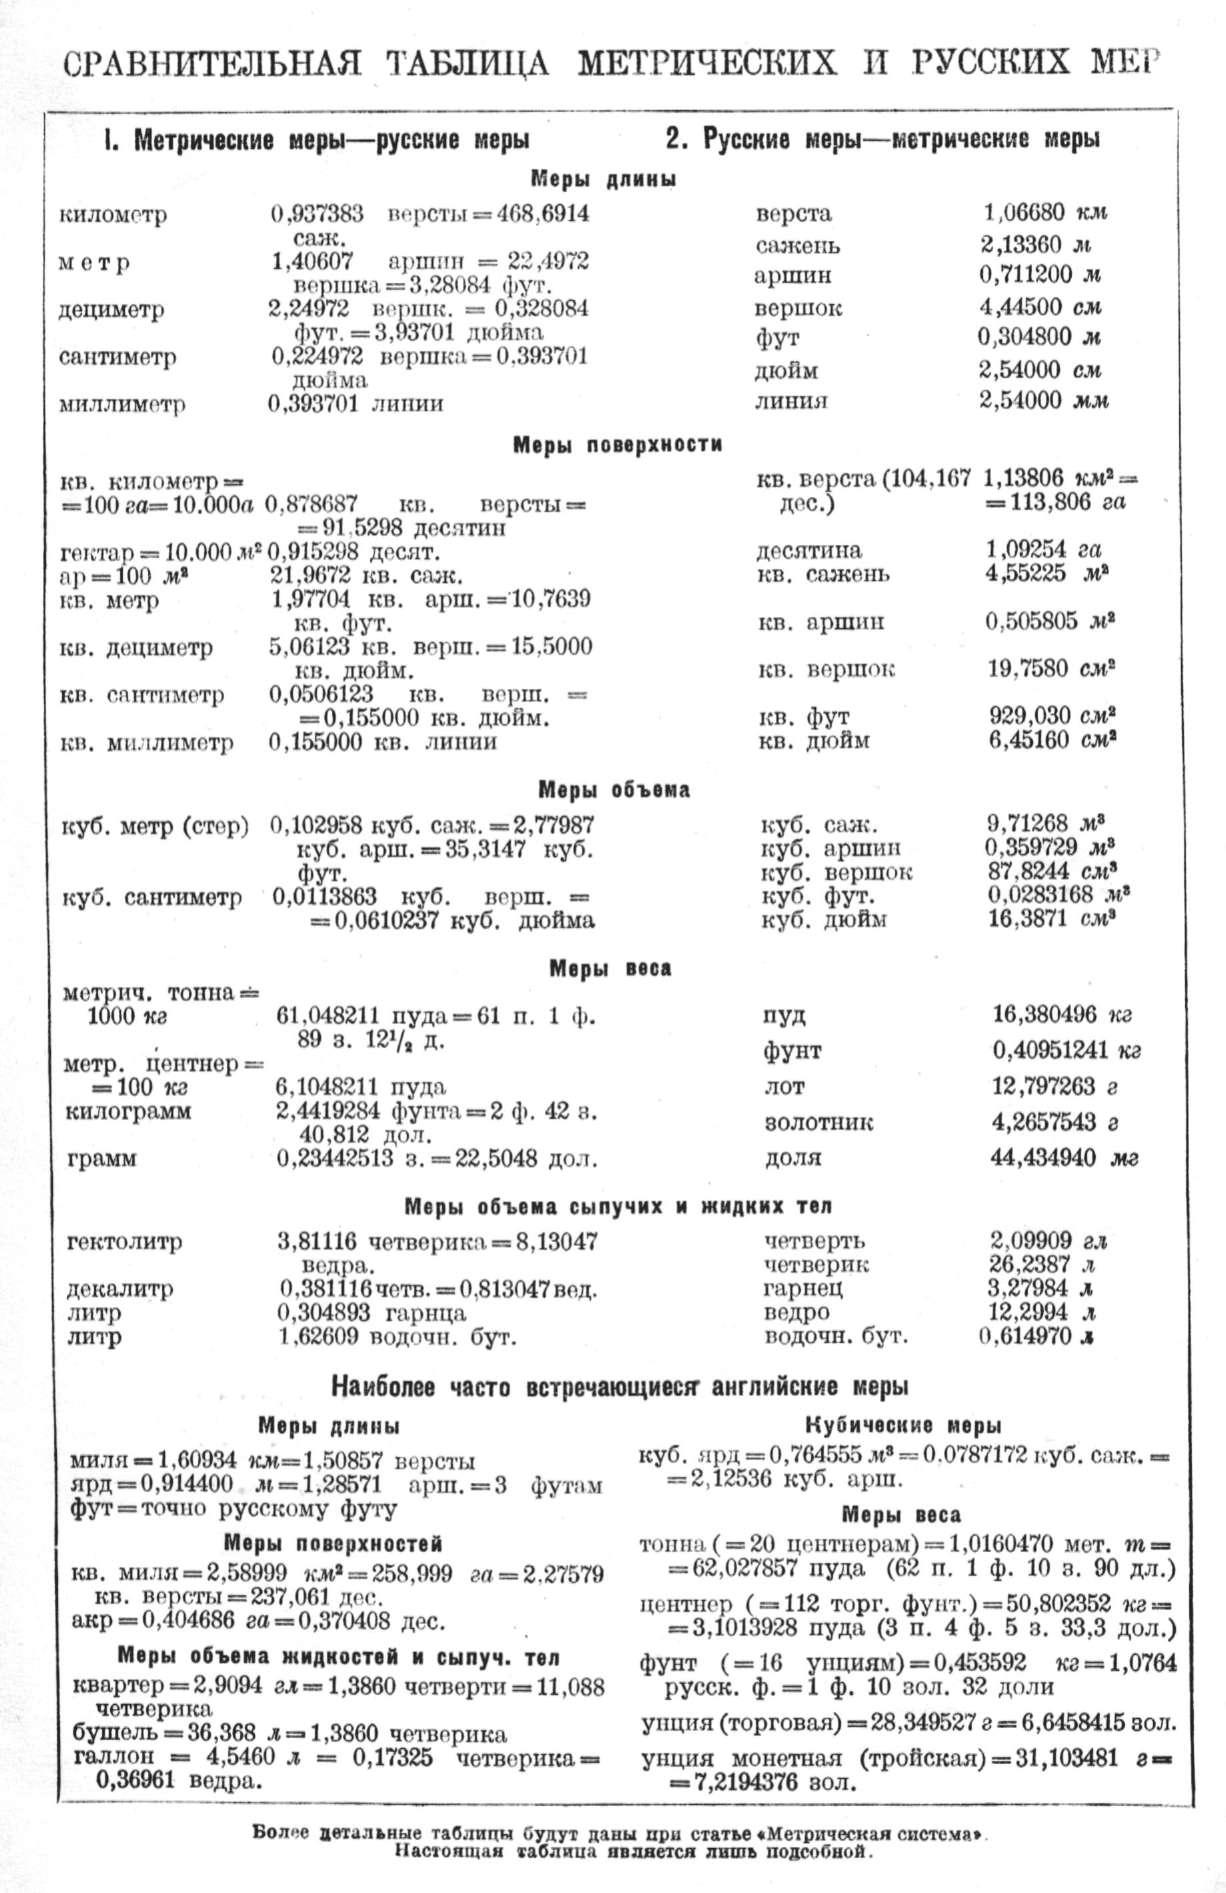 СРАВНИТЕЛЬНАЯ ТАБЛИЦА МЕТРИЧЕСКИХ И РУССКИХ МЕР
1. Метрические меры—русские меры
2. Русские меры—метрические меры
Меры длины
километр 0,937383 версты = 468,6914
саж.
метр 1,40607 аршин = 22,4972
вершка = 3,28084 фут.
дециметр 2,24972 вершк. = 0,328084
фут. = 3,93701 дюйма
сантиметр 0,224972 вершка = 0,393701
дюйма
миллиметр 0,393701 линии
верста 1,06680 км
сажень 2,13360 м
аршин 0,711200 м
вершок 4,44500 см
фут 0,304800 м
дюйм 2,54000 см
линия 2,54000 мм
Меры поверхности
кв. километр =
= 100 га = 10.000а 0,878687 кв. версты =
= 91,5298 десятин
гектар = 10.000 м² 0,915298 десят.
ар = 100 м² 21,9672 кв. саж.
кв. метр 1,97704 кв. арш. = 10,7639
кв. фут.
кв. дециметр 5,06123 кв. верш. = 15,5000
кв. дюйм.
кв. сантиметр 0,0506123 кв. верш. =
= 0,155000 кв. дюйм.
кв. миллиметр 0,155000 кв. линии
кв. верста (104,167 1,13806 км² =
дес.) = 113,806 га
десятина 1,09254 га
кв. сажень 4,55225 м²
кв. аршин 0,505805 м²
кв. вершок 19,7580 см²
кв. фут 929,030 см²
кв. дюйм 6,45160 см²
Меры объема
куб. метр (стер) 0,102958 куб. саж. = 2,77987
куб. арш. = 35,3147 куб.
фут.
куб. сантиметр 0,0113863 куб. верш. =
= 0,0610237 куб. дюйма
куб. саж. 9,71268 м³
куб. аршин 0,359729 м³
куб. вершок 87,8244 см³
куб. фут. 0,0283168 м³
куб. дюйм 16,3871 см³
Меры веса
метрич. тонна =
1000 кг 61,048211 пуда = 61 п. 1 ф.
89 з. 12½ д.
метр. центнер =
= 100 кг 6,1048211 пуда
килограмм 2,4419284 фунта = 2 ф. 42 з.
40,812 дол.
грамм 0,23442513 з. = 22,5048 дол.
пуд 16,380496 кг
фунт 0,40951241 кг
лот 12,797263 г
золотник 4,2657543 г
доля 44,434940 мг
Меры объема сыпучих и жидких тел
гектолитр 3,81116 четверика = 8,13047
ведра.
декалитр 0,381116 четв. = 0,813047 вед.
литр 0,304893 гарнца
литр 1,62609 водочн. бут.
четверть 2,09909 гл
четверик 26,2387 л
гарнец 3,27984 л
ведро 12,2994 л
водочн. бут. 0,614970 л
Наиболее часто встречающиеся английские меры
Меры длины
миля = 1,60934 км = 1,50857 версты
ярд = 0,914400 м = 1,28571 арш. = 3 футам
фут = точно русскому футу
Меры поверхностей
кв. миля = 2,58999 км² = 258,999 га = 2,27579
кв. версты = 237,061 дес.
акр = 0,404686 га = 0,370408 дес.
Меры объема жидкостей и сыпуч. тел
квартер = 2,9094 гл = 1,3860 четверти = 11,088
четверика
бушель = 36,368 л = 1,3860 четверика
галлон = 4,5460 л = 0,17325 четверика =
0,36961 ведра.
Кубические меры
куб. ярд = 0,764555 м³ = 0,0787172 куб. саж. =
= 2,12536 куб. арш.
Меры веса
тонна (= 20 центнерам) = 1,0160470 мет. т =
= 62,027857 пуда (62 п. 1 ф. 10 з. 90 дл.)
центнер (= 112 торг. фунт.) = 50,802352 кг =
= 3,1013928 пуда (3 п. 4 ф. 5 з. 33,3 дол.)
фунт (= 16 унциям) = 0,453592 кг = 1,0764
русск. ф. = 1 ф. 10 зол. 32 доли
унция (торговая) = 28,349527 г = 6,6458415 зол.
унция монетная (тройская) = 31,103481 г =
= 7,2194376 зол.
Более детальные таблицы будут даны при статье «Метрическая система».
Настоящая таблица является лишь подсобной.